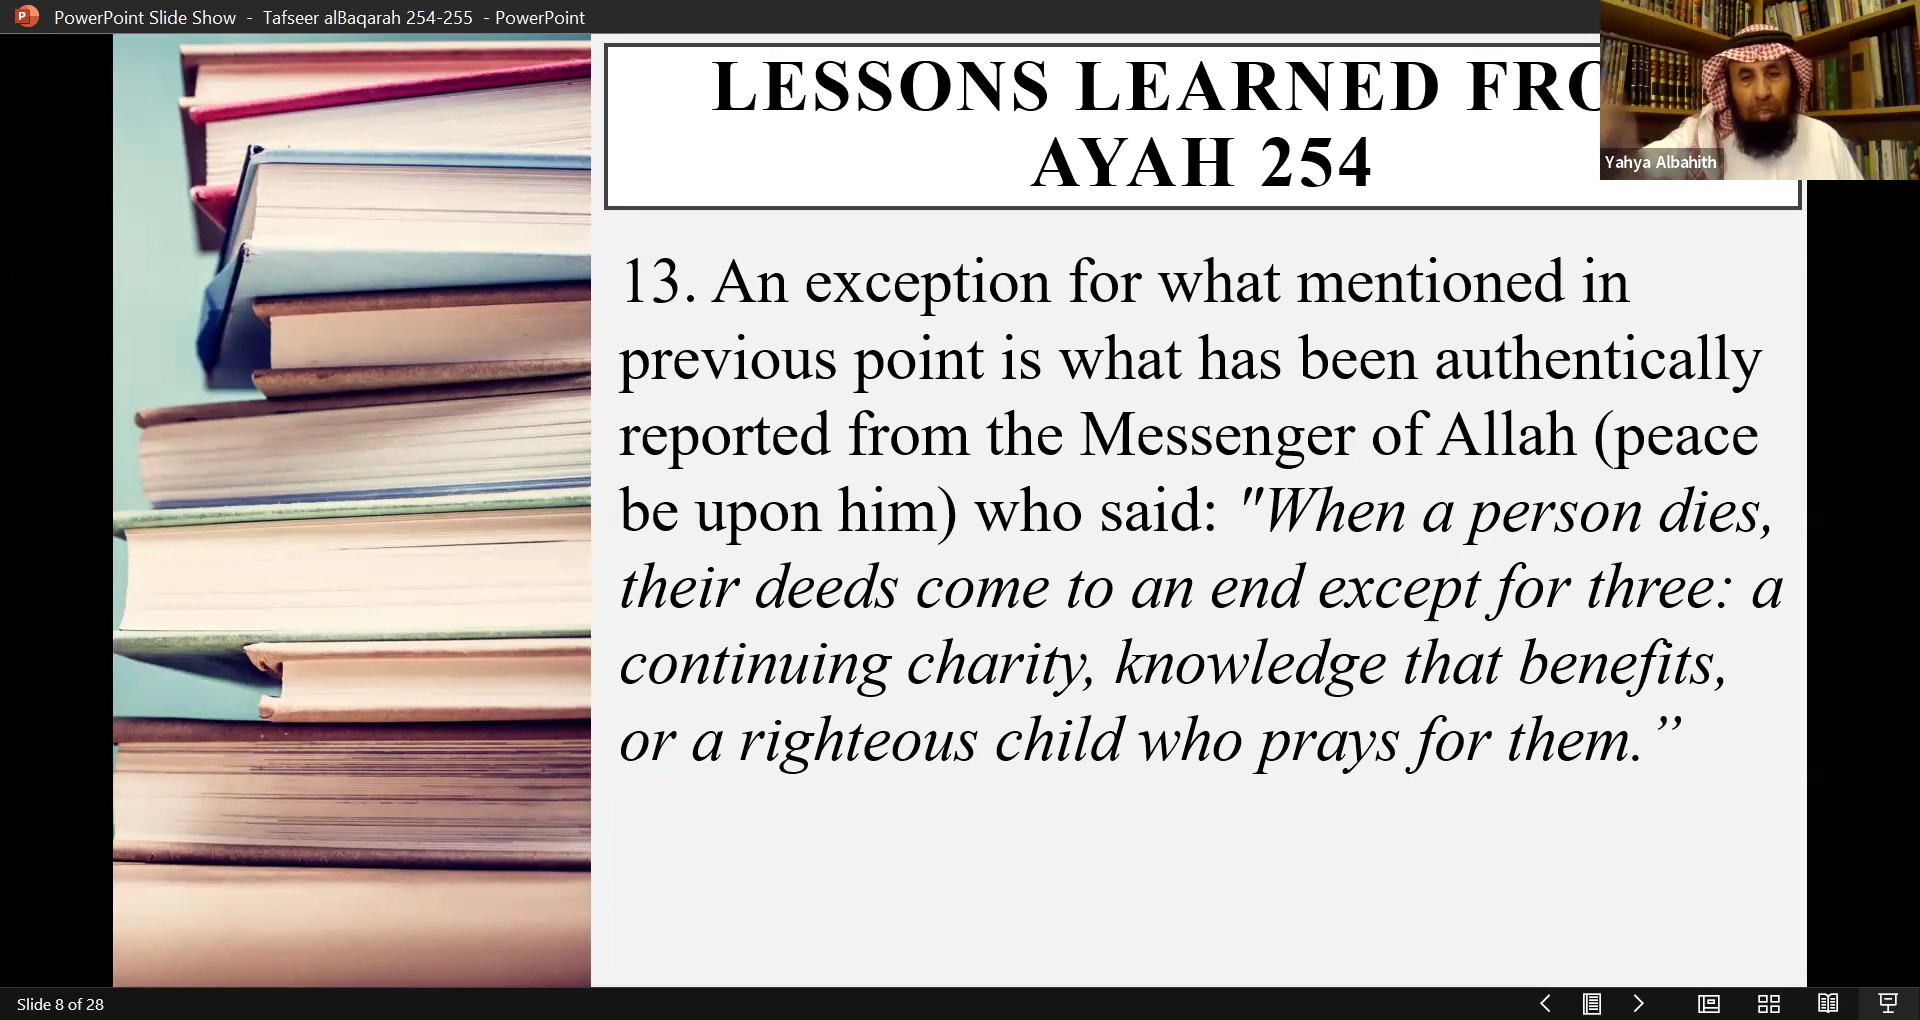 PowerPoint Slide Show - Tafseer alBaqarah 254-255 - PowerPoint
LESSONS LEARNED FRO
AYAH 254
Yahya Albahith
13. An exception for what mentioned in
previous point is what has been authentically
reported from the Messenger of Allah (peace
be upon him) who said: "When a person dies,
their deeds come to an end except for three: a
continuing charity, knowledge that benefits,
or a righteous child who prays for them.”
Slide 8 of 28